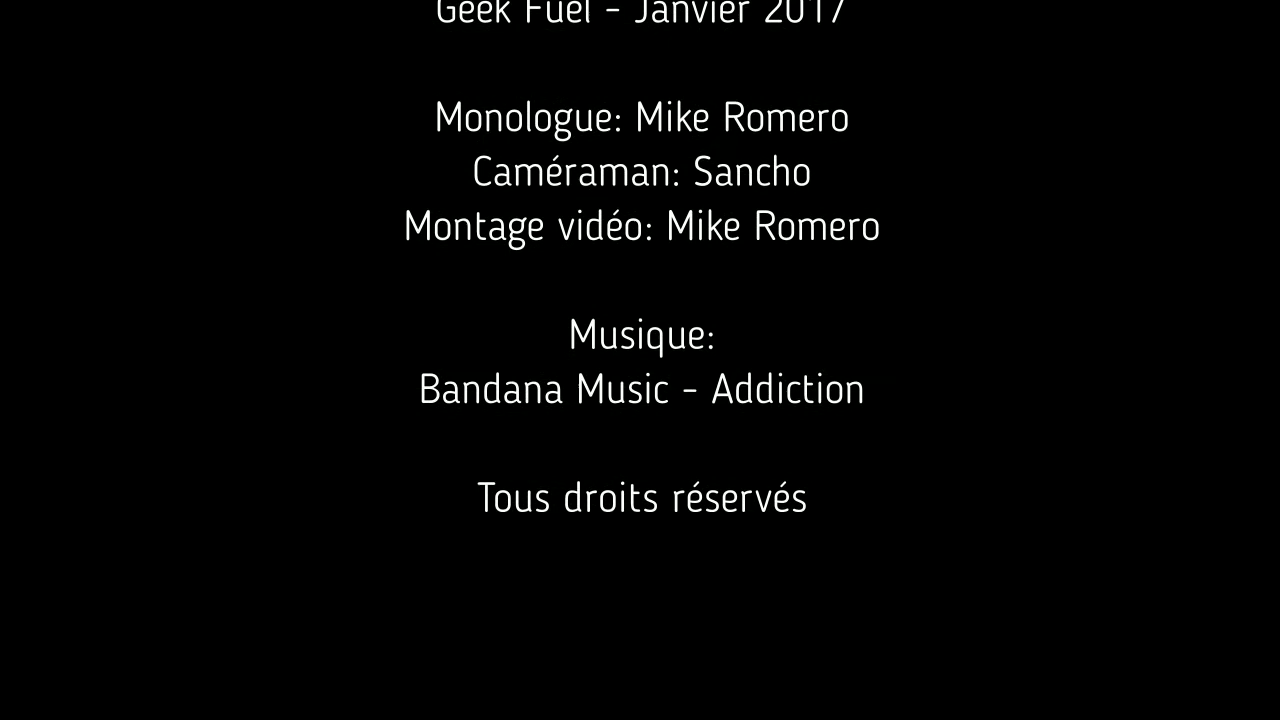 Geek Fuel - Janvier 2017
Monologue: Mike Romero
Caméraman: Sancho
Montage vidéo: Mike Romero
Musique:
Bandana Music - Addiction
Tous droits réservés